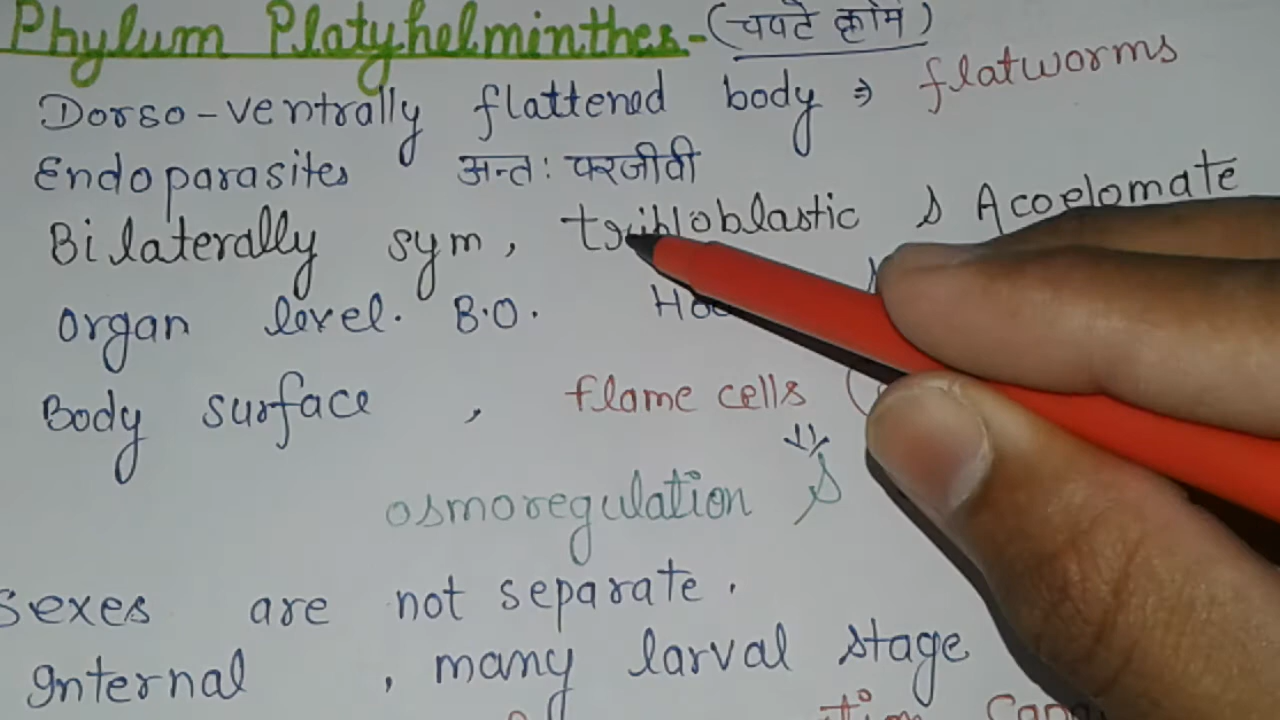 Phylum Platyhelminthes - (चपटे क्रोमि)
Dorso-ventrally flattened body ⇒ flatworms
Endoparasites अन्तः परजीवी
Bilaterally sym, & Acoelomate
Organ level. B.O.
Body surface , flame cells (
osmoregulation &
Sexes are not separate.
Internal , many larval stage